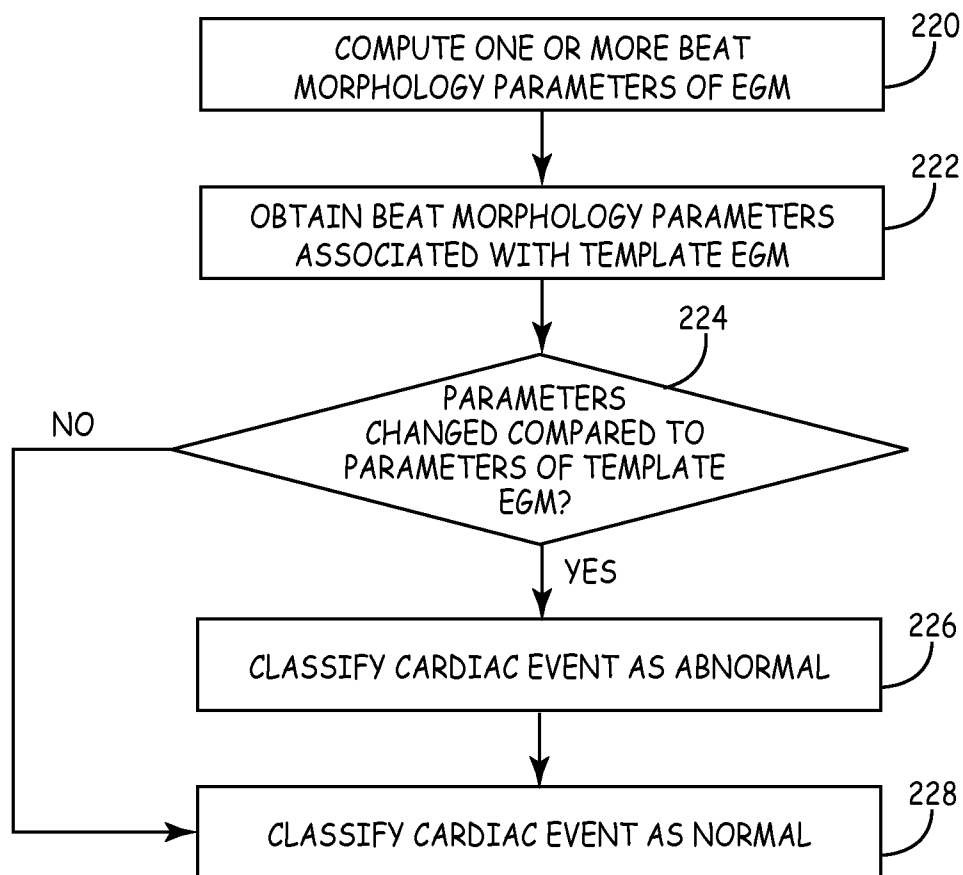 COMPUTE ONE OR MORE BEAT
MORPHOLOGY PARAMETERS OF EGM
220
OBTAIN BEAT MORPHOLOGY PARAMETERS
ASSOCIATED WITH TEMPLATE EGM
222
224
PARAMETERS
CHANGED COMPARED TO
PARAMETERS OF TEMPLATE
EGM?
NO
YES
CLASSIFY CARDIAC EVENT AS ABNORMAL
226
CLASSIFY CARDIAC EVENT AS NORMAL
228